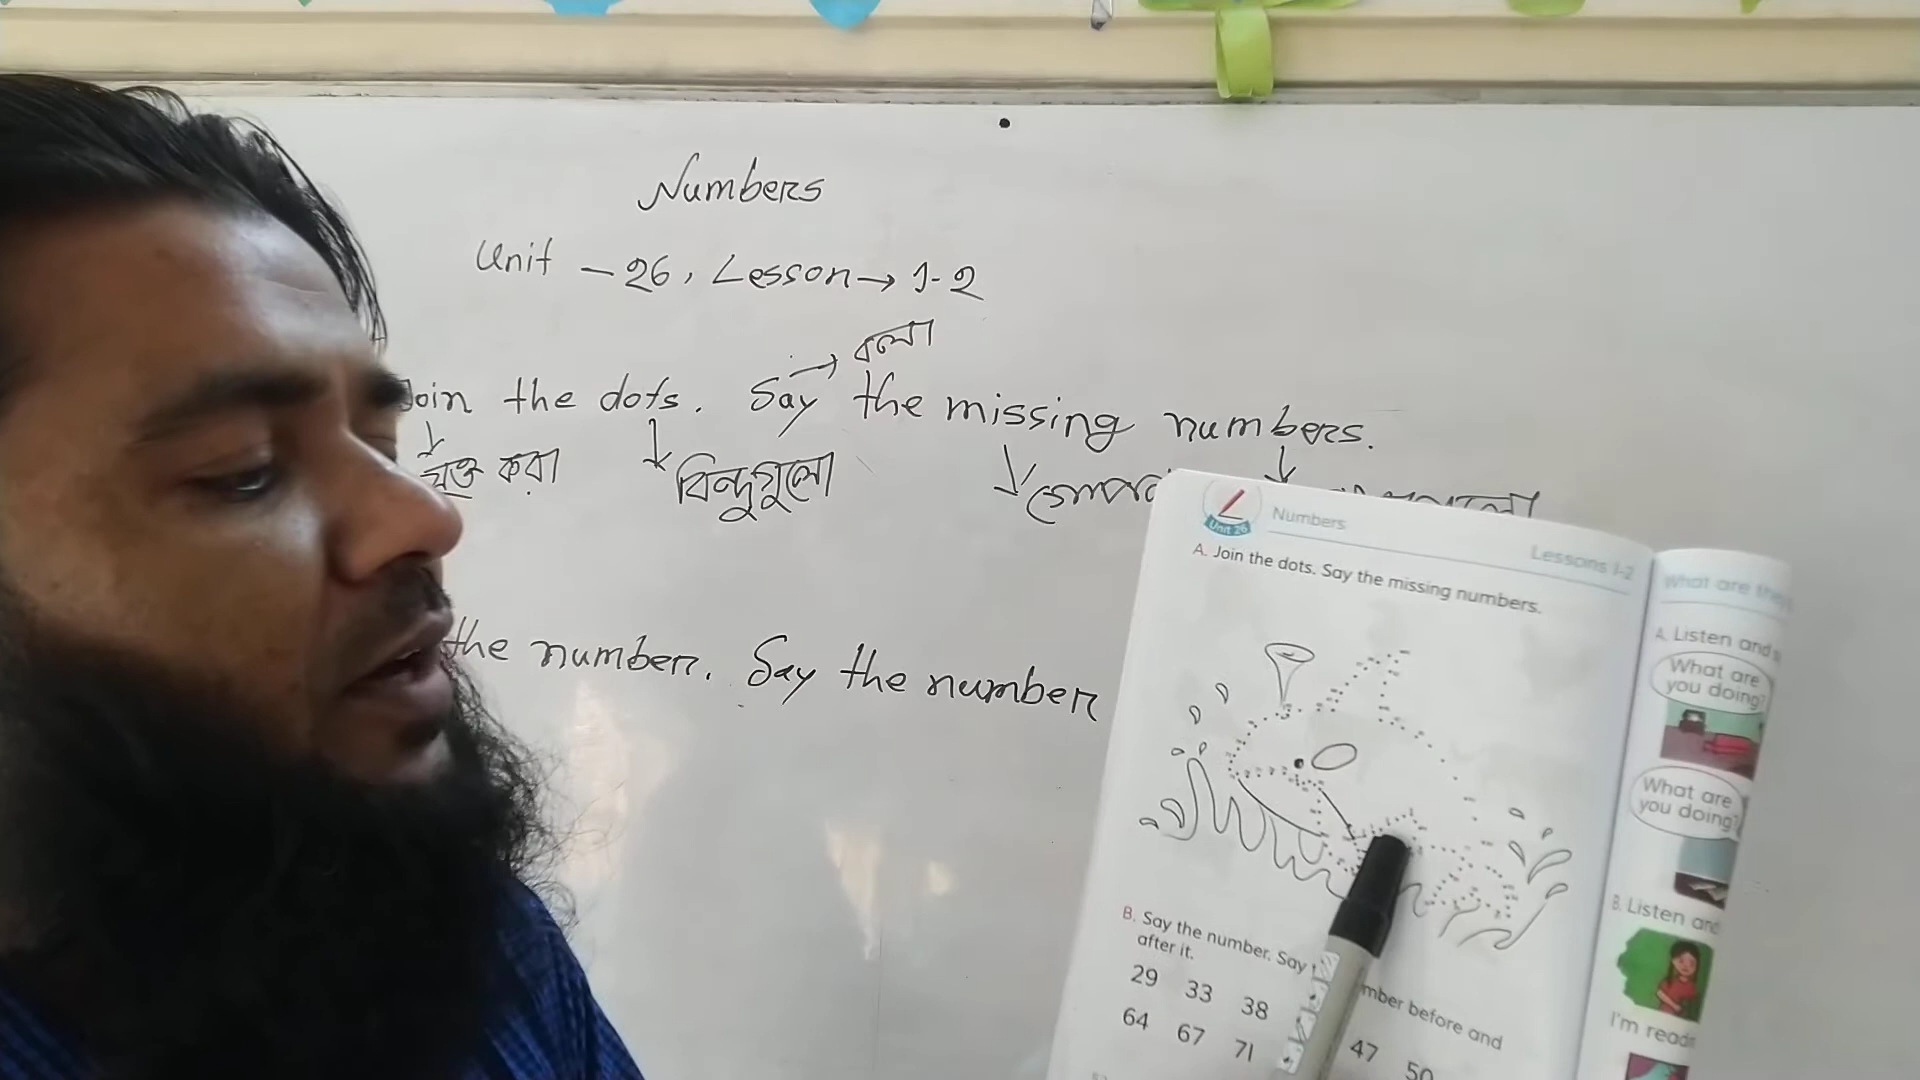 Numbers
Unit - 26, Lesson → 1-2
বলো
Join the dots. Say → the missing numbers.
যুক্ত করা বিন্দুগুলো
the number. Say the number
Unit 26
Numbers
Lessons 1-2
A. Join the dots. Say the missing numbers.
B. Say the number. Say
mber before and
after it.
29 33 38
47 50
64 67 71
What are they
A. Listen and
What are
you doing?
What are
you doing?
B. Listen and
I'm readi